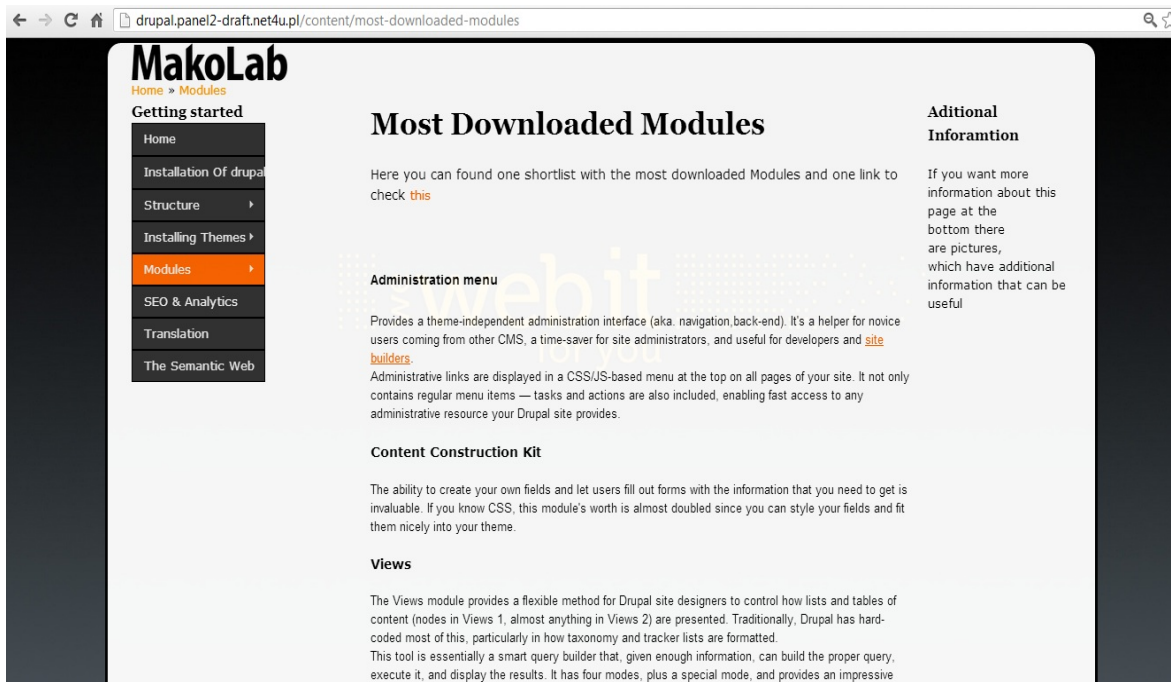 drupal.panel2-draft.net4u.pl/content/most-downloaded-modules
MakoLab
Home » Modules
Getting started
Home
Installation Of drupal
Structure
Installing Themes
Modules
SEO & Analytics
Translation
The Semantic Web
Most Downloaded Modules
Here you can found one shortlist with the most downloaded Modules and one link to
check this
web it
for you
Administration menu
Provides a theme-independent administration interface (aka. navigation,back-end). It's a helper for novice
users coming from other CMS, a time-saver for site administrators, and useful for developers and site
builders.
Administrative links are displayed in a CSS/JS-based menu at the top on all pages of your site. It not only
contains regular menu items — tasks and actions are also included, enabling fast access to any
administrative resource your Drupal site provides.
Content Construction Kit
The ability to create your own fields and let users fill out forms with the information that you need to get is
invaluable. If you know CSS, this module's worth is almost doubled since you can style your fields and fit
them nicely into your theme.
Views
The Views module provides a flexible method for Drupal site designers to control how lists and tables of
content (nodes in Views 1, almost anything in Views 2) are presented. Traditionally, Drupal has hard-
coded most of this, particularly in how taxonomy and tracker lists are formatted.
This tool is essentially a smart query builder that, given enough information, can build the proper query,
execute it, and display the results. It has four modes, plus a special mode, and provides an impressive
Aditional
Inforamtion
If you want more
information about this
page at the
bottom there
are pictures,
which have additional
information that can be
useful